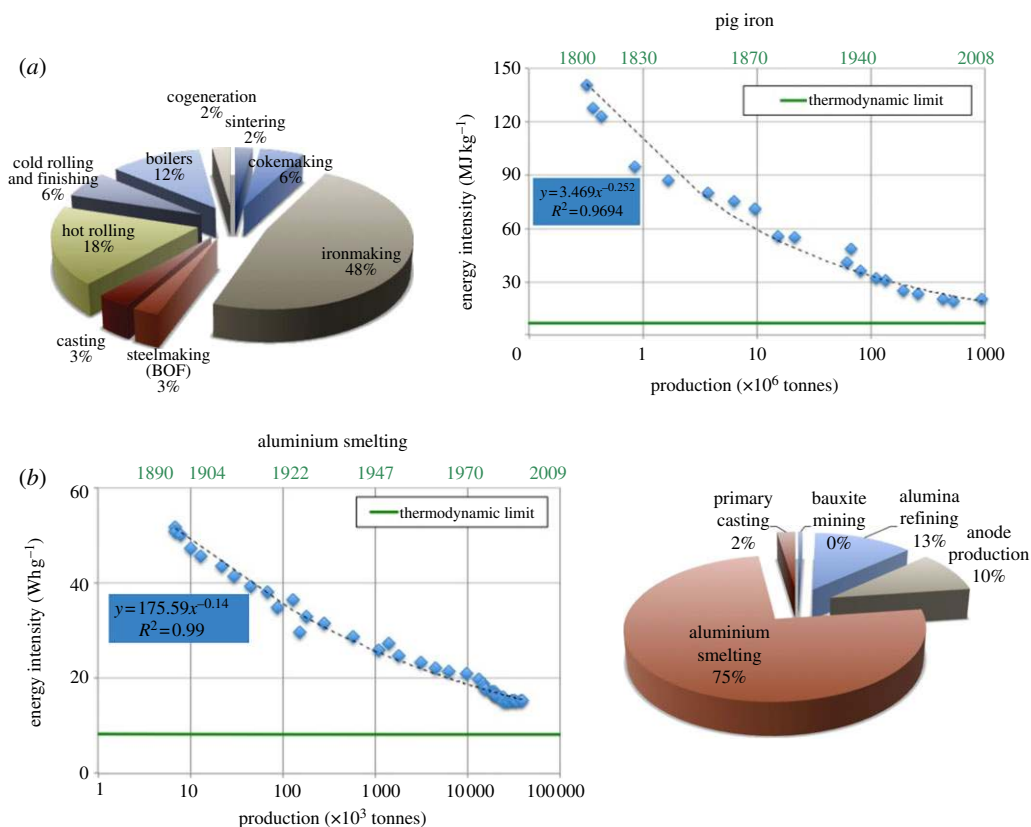 (a)
cogeneration
2%
sintering
2%
boilers
12%
cokemaking
6%
cold rolling
and finishing
6%
hot rolling
18%
ironmaking
48%
casting
3%
steelmaking
(BOF)
3%
pig iron
1800 1830 1870 1940 2008
thermodynamic limit
y = 3.469x^−0.252
R² = 0.9694
energy intensity (MJ kg⁻¹)
150
120
90
60
30
0 1 10 100 1000
production (×10⁶ tonnes)
(b)
aluminium smelting
1890 1904 1922 1947 1970 2009
thermodynamic limit
y = 175.59x^−0.14
R² = 0.99
energy intensity (Wh g⁻¹)
60
40
20
0
1 10 100 1000 10 000 100 000
production (×10³ tonnes)
primary
casting
2%
bauxite
mining
0%
alumina
refining
13%
anode
production
10%
aluminium
smelting
75%